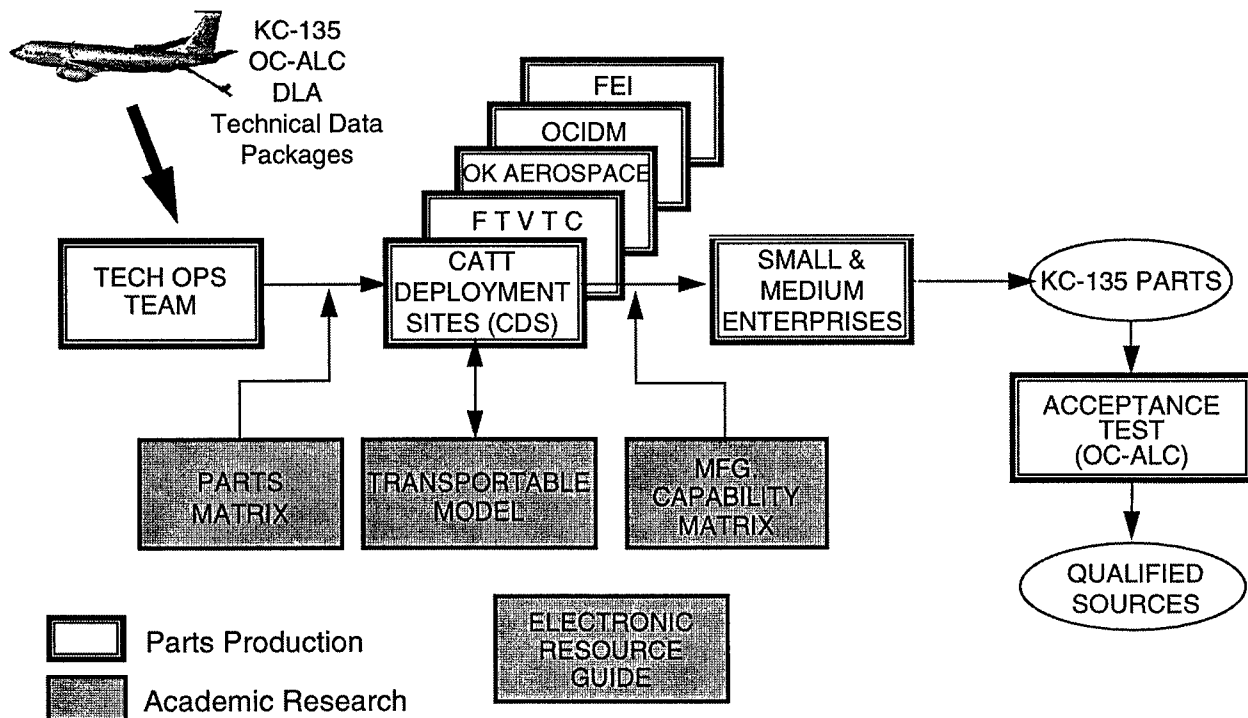 KC-135
OC-ALC
DLA
Technical Data
Packages
FEI
OCIDM
OK AEROSPACE
F T V T C
TECH OPS
TEAM
CATT
DEPLOYMENT
SITES (CDS)
SMALL &
MEDIUM
ENTERPRISES
KC-135 PARTS
PARTS
MATRIX
TRANSPORTABLE
MODEL
MFG
CAPABILITY
MATRIX
ACCEPTANCE
TEST
(OC-ALC)
QUALIFIED
SOURCES
ELECTRONIC
RESOURCE
GUIDE
Parts Production
Academic Research